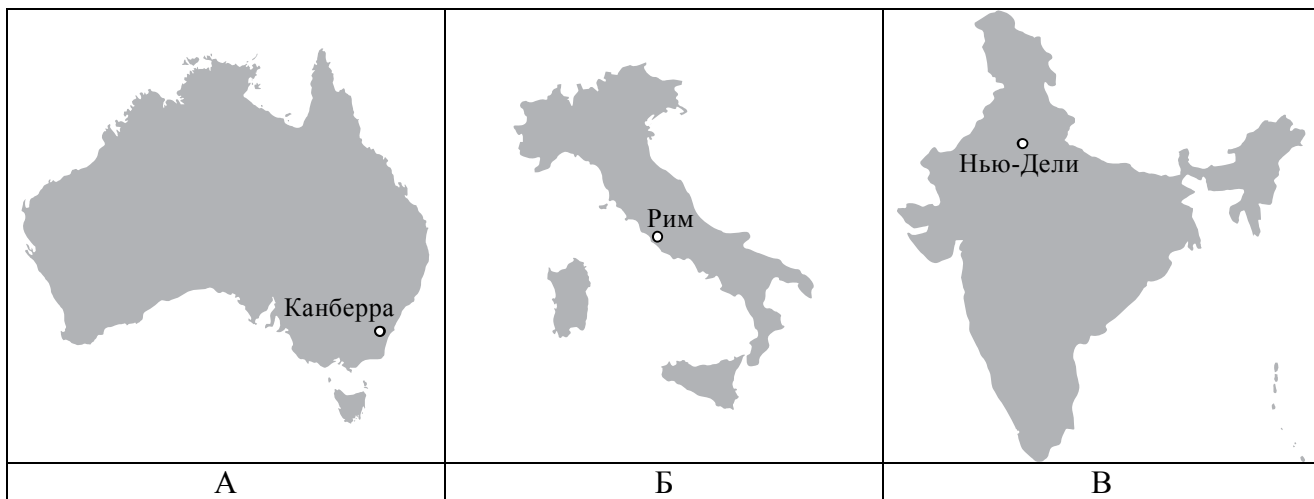 Канберра
Рим
Нью-Дели
А
Б
В